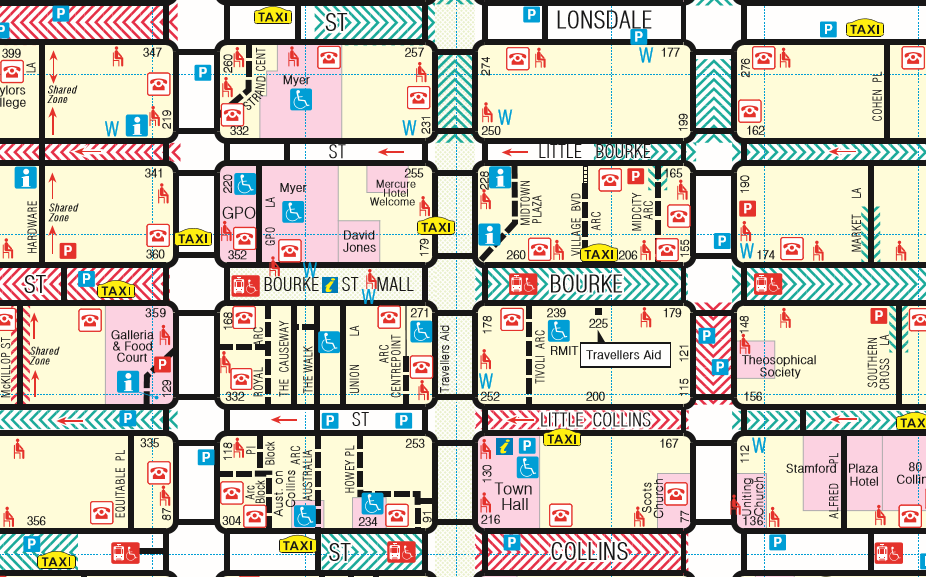 P
TAXI
ST
P
LONSDALE
P
TAXI
P
W
399
LA
ylors
llege
Shared
Zone
347
219
W
i
P
260
STRAND CENT
332
Myer
257
231
W
274
250
W
177
199
276
162
COHEN PL
ST
LITTLE BOURKE
i
HARDWARE
Shared
Zone
P
341
360
TAXI
220
GPO
352
GPO LA
Myer
Mercure
Hotel
Welcome
David
Jones
255
179
TAXI
228
i
260
MIDTOWN
PLAZA
VILLAGE BVD
ARC
TAXI
206
MIDCITY
ARC
P
165
155
P
190
P
W
174
MARKET LA
ST
P
TAXI
BOURKE i ST MALL
W
W
BOURKE
McKILLOP ST
Shared
Zone
359
Galleria
& Food
Court
i
P
129
168
332
ROYAL ARC
THE CAUSEWAY
THE WALK
UNION LA
CENTREPOINT ARC
271
Travellers Aid
178
W
252
TIVOLI ARC
239
RMIT
225
Travellers Aid
179
121
115
200
P
P
148
Theosophical
Society
156
P
SOUTHERN
CROSS LA
P
P
ST
P
LITTLE COLLINS
TAXI
TAXI
335
EQUITABLE PL
356
87
P
118
Pl
Block
Arc
Block
304
Aust. on
Collins
AUSTRALIA ARC
HOWEY PL
253
234
91
i
P
130
Town
Hall
216
167
Scots
Church
77
112
W
Uniting
Church
136
Stamford
ALFRED PL
Plaza
Hotel
80
Collin
P
TAXI
TAXI
ST
P
COLLINS
P